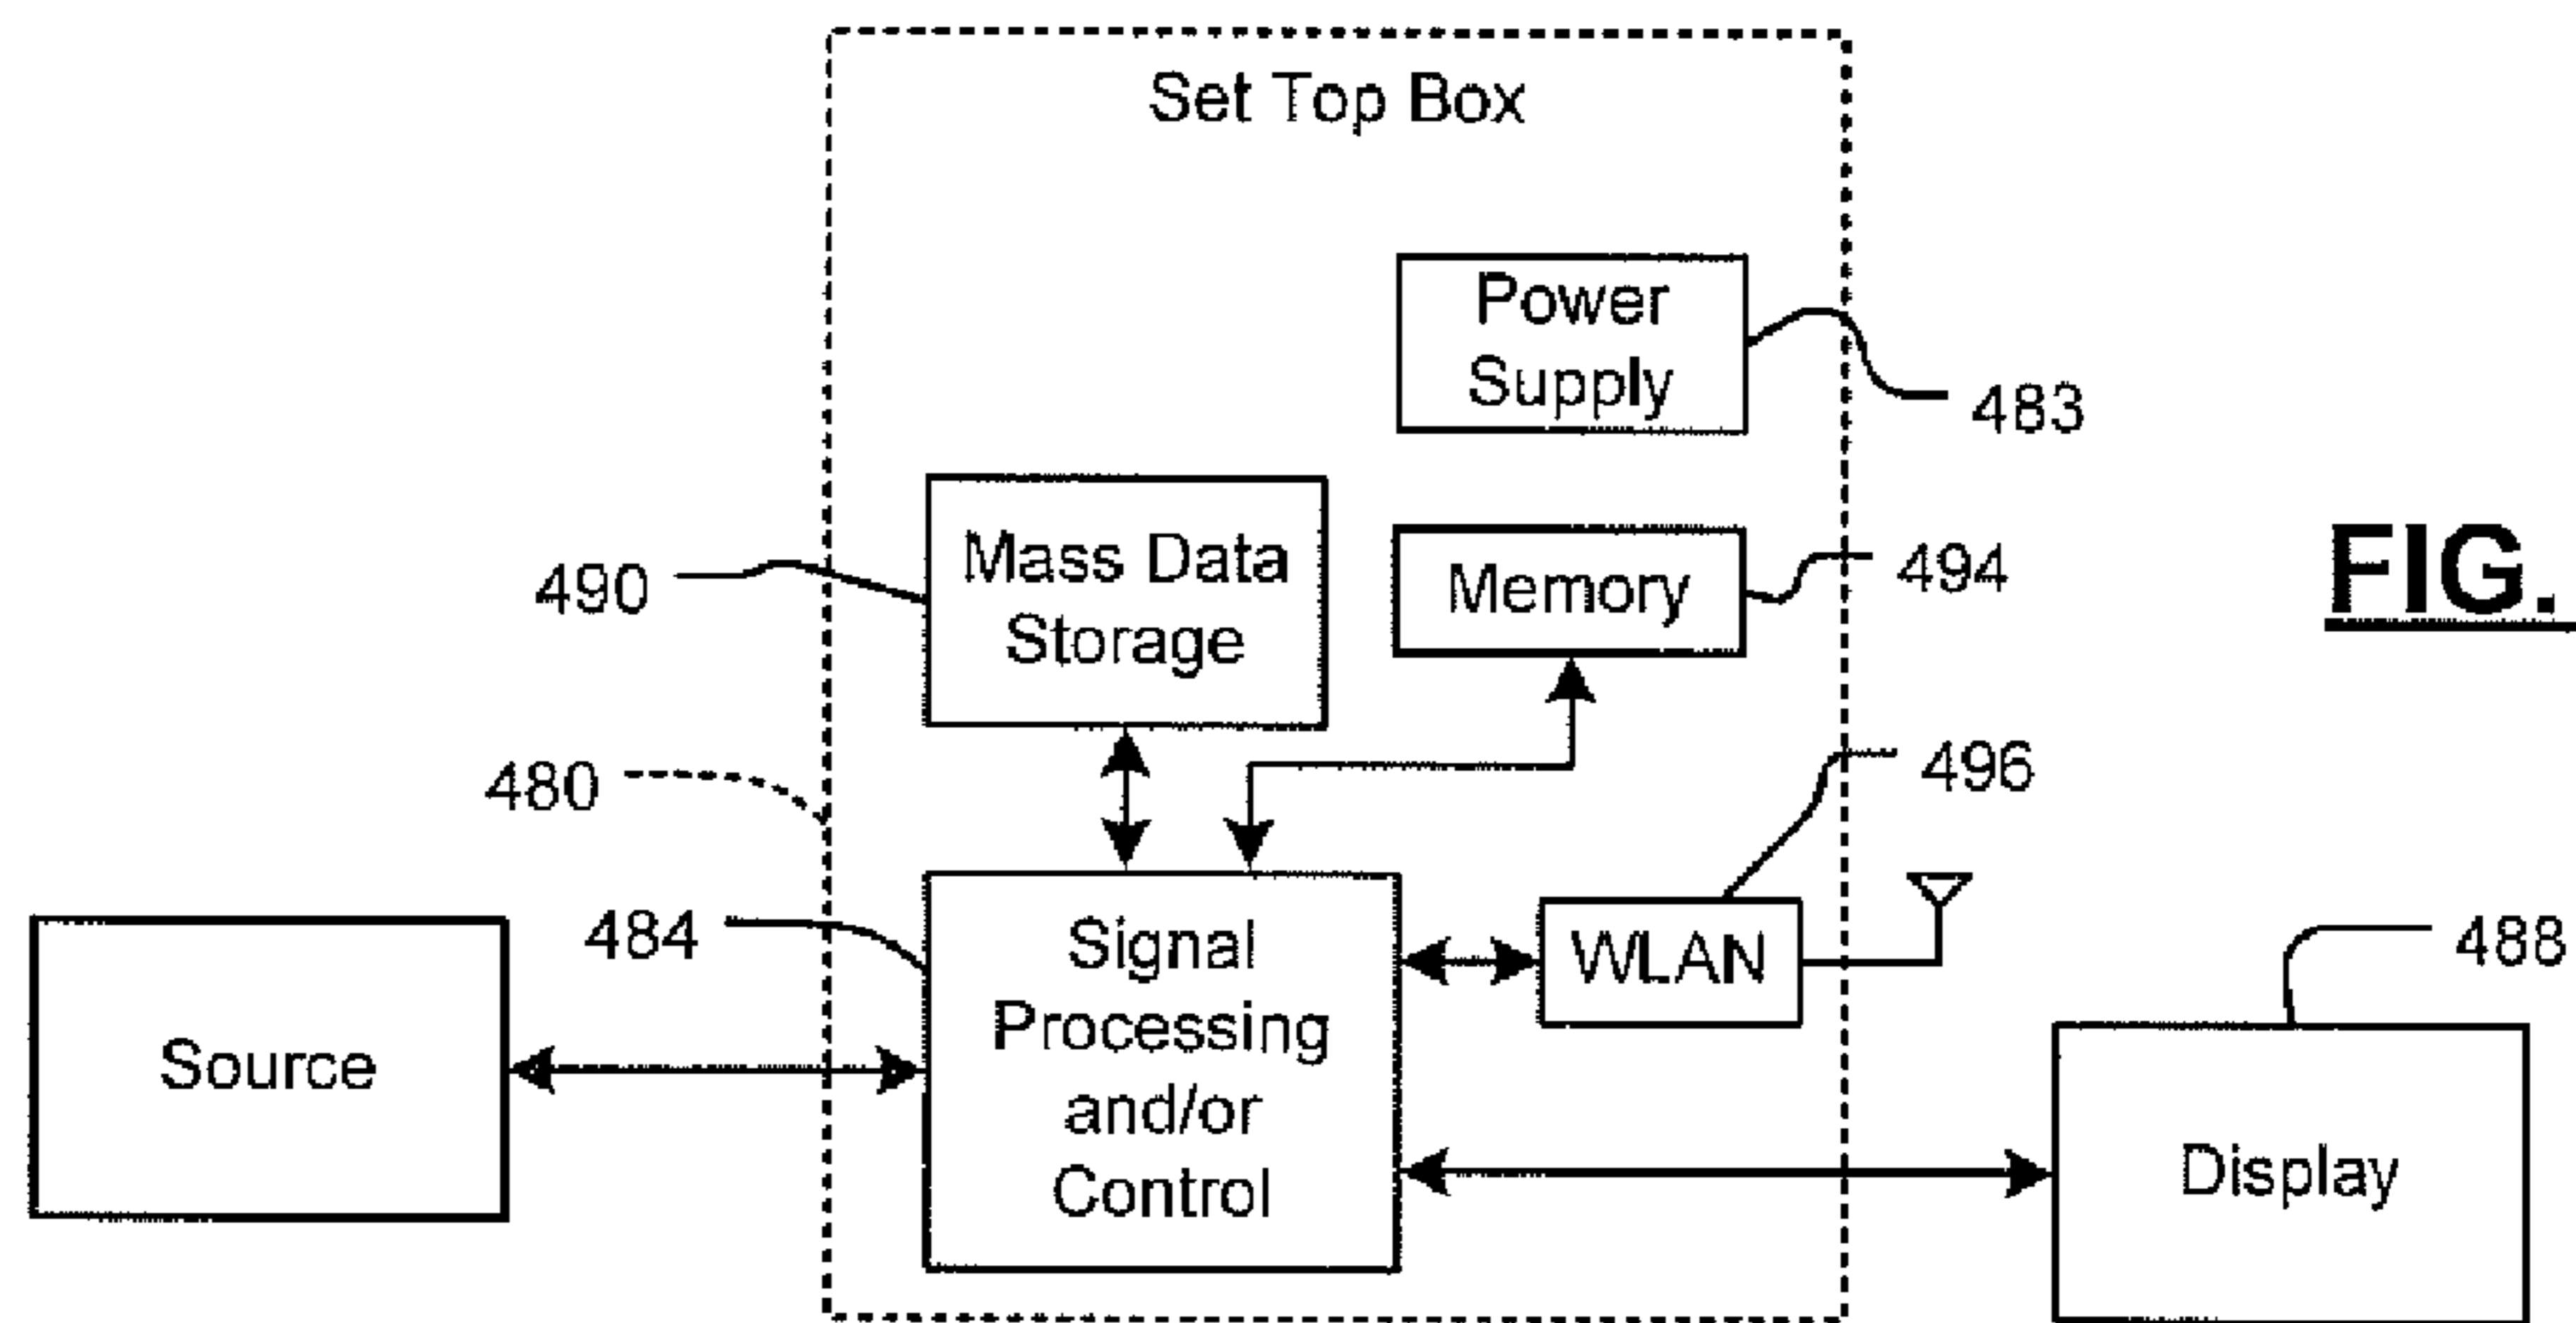 Set Top Box
Power
Supply
483
Mass Data
Storage
490
Memory
494
FIG.
480
496
484
Signal
Processing
and/or
Control
WLAN
488
Source
Display